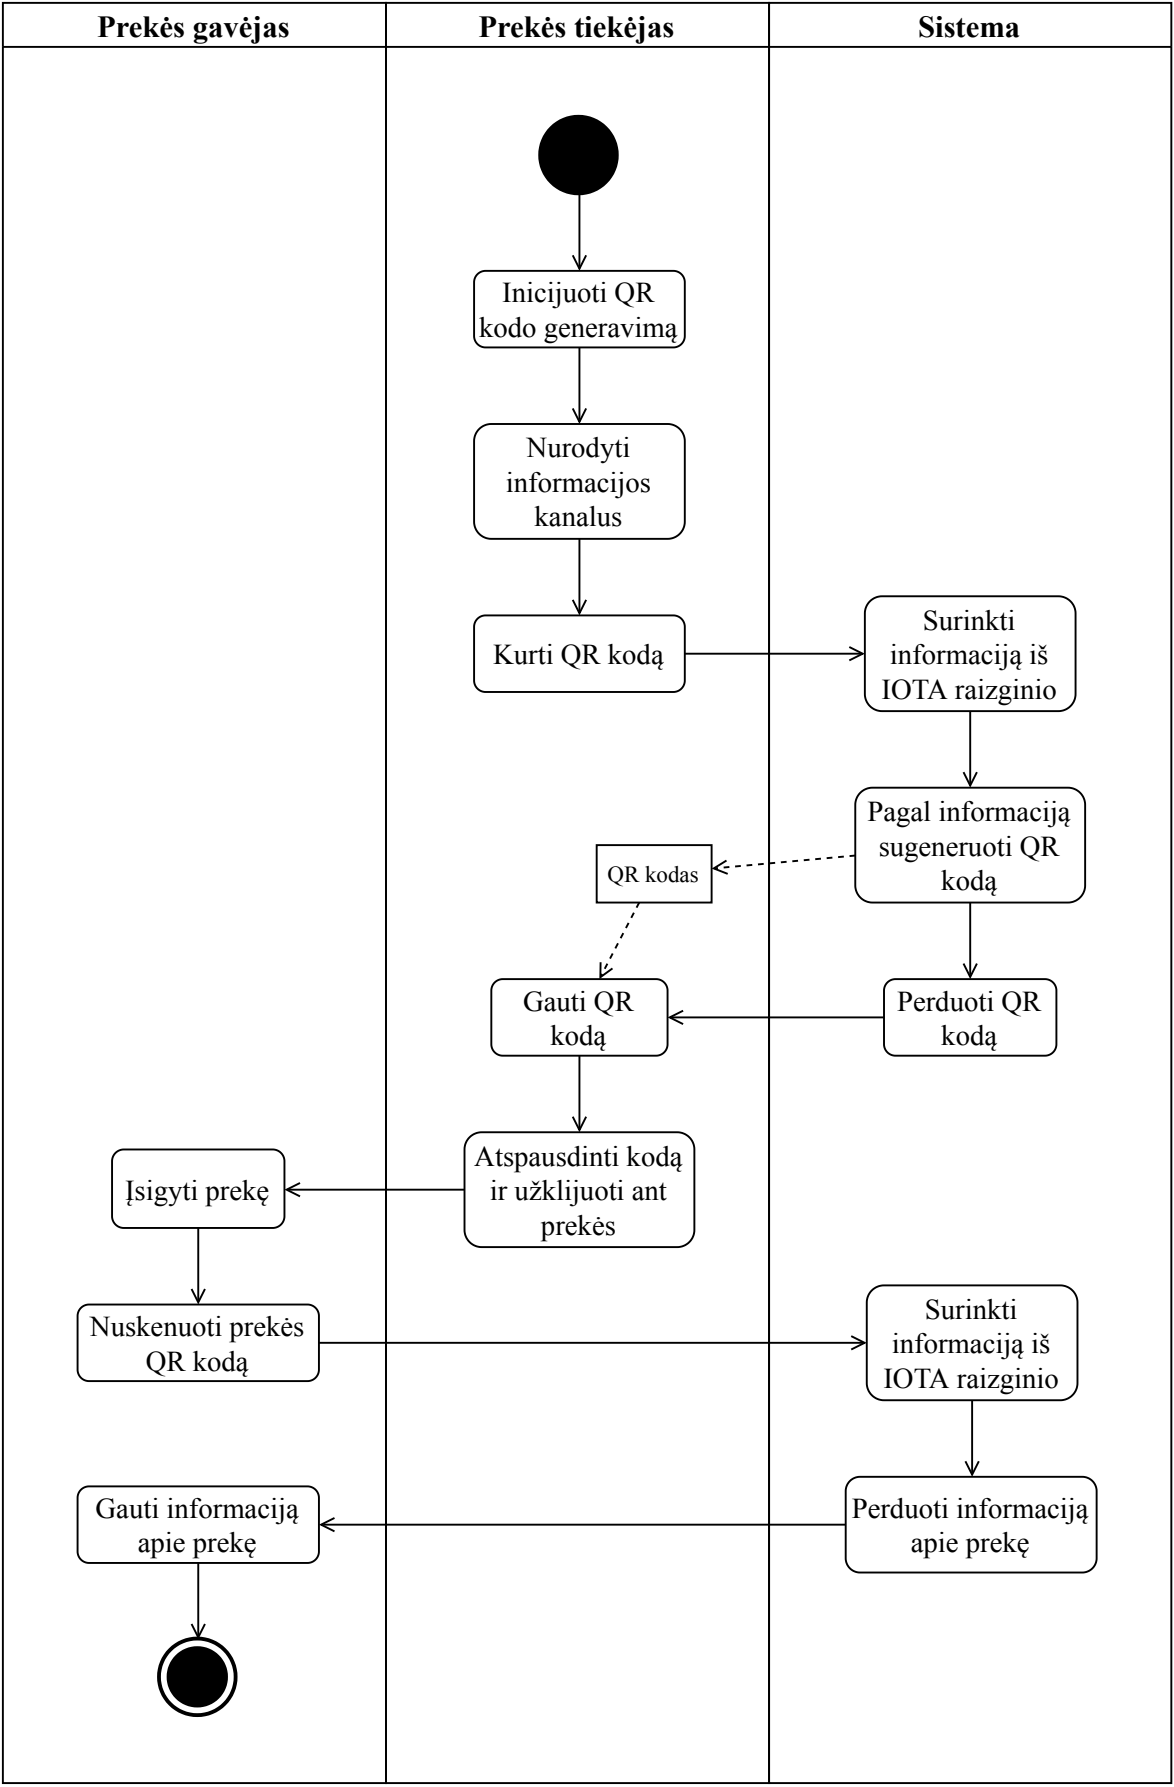 Prekės gavėjas
Prekės tiekėjas
Sistema
Inicijuoti QR
kodo generavimą
Nurodyti
informacijos
kanalus
Kurti QR kodą
Surinkti
informaciją iš
IOTA raizginio
Pagal informaciją
sugeneruoti QR
kodą
QR kodas
Perduoti QR
kodą
Gauti QR
kodą
Atspausdinti kodą
ir užklijuoti ant
prekės
Įsigyti prekę
Nuskenuoti prekės
QR kodą
Surinkti
informaciją iš
IOTA raizginio
Perduoti informaciją
apie prekę
Gauti informaciją
apie prekę